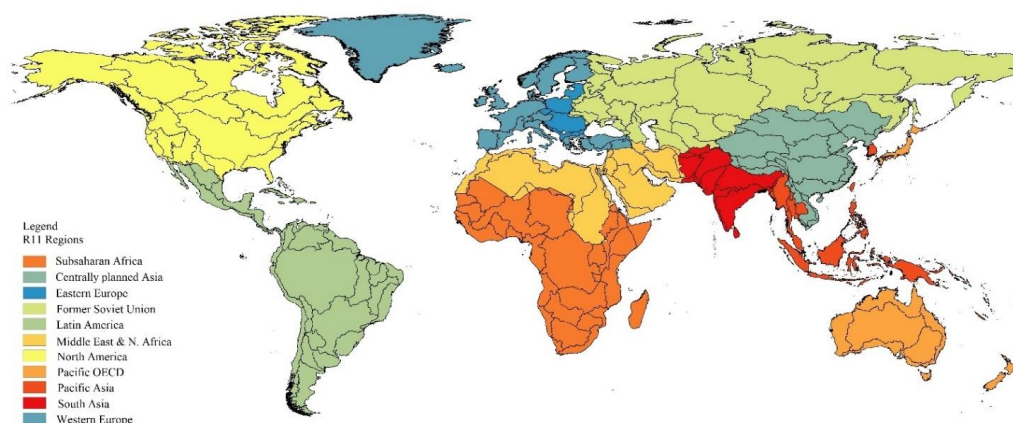 Legend
R11 Regions
Subsaharan Africa
Centrally planned Asia
Eastern Europe
Former Soviet Union
Latin America
Middle East & N. Africa
North America
Pacific OECD
Pacific Asia
South Asia
Western Europe